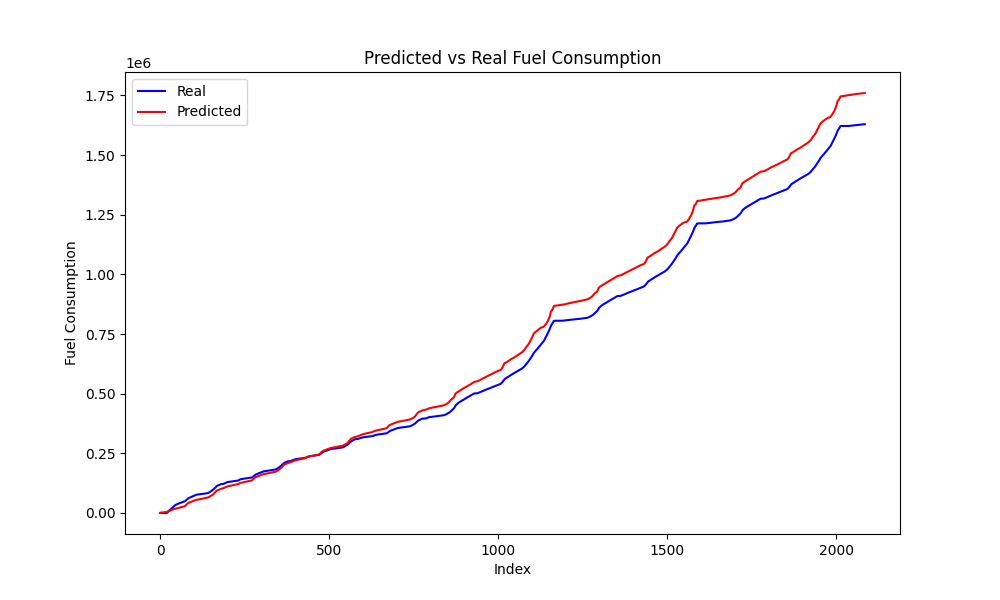 Predicted vs Real Fuel Consumption
1e6
Real
Predicted
1.75
1.50
1.25
1.00
0.75
0.50
0.25
0.00
Fuel Consumption
0 500 1000 1500 2000
Index